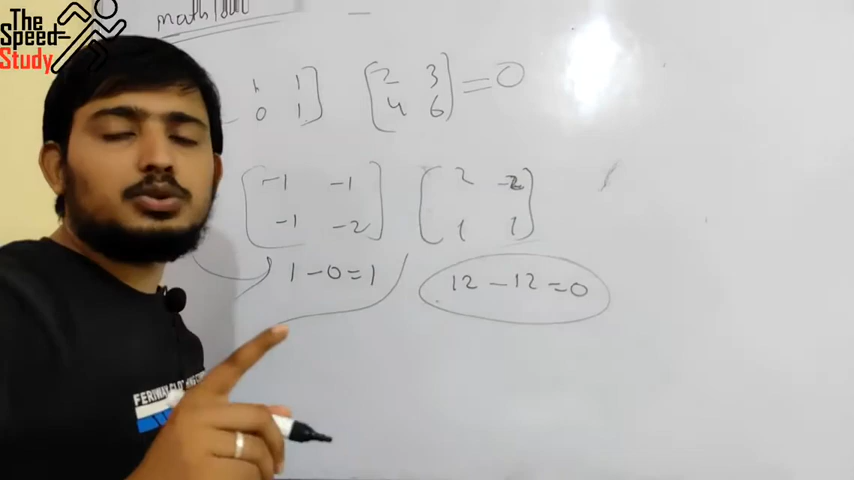 The
Speed
Study
1 1 2 3 = 0
0 1 4 6
-1 -1 2 -2
-1 -2 1 1
1 - 0 = 1
12 - 12 = 0